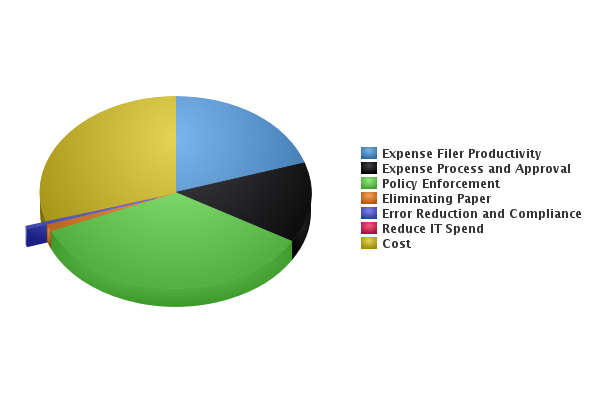 Expense Filer Productivity
Expense Process and Approval
Policy Enforcement
Eliminating Paper
Error Reduction and Compliance
Reduce IT Spend
Cost